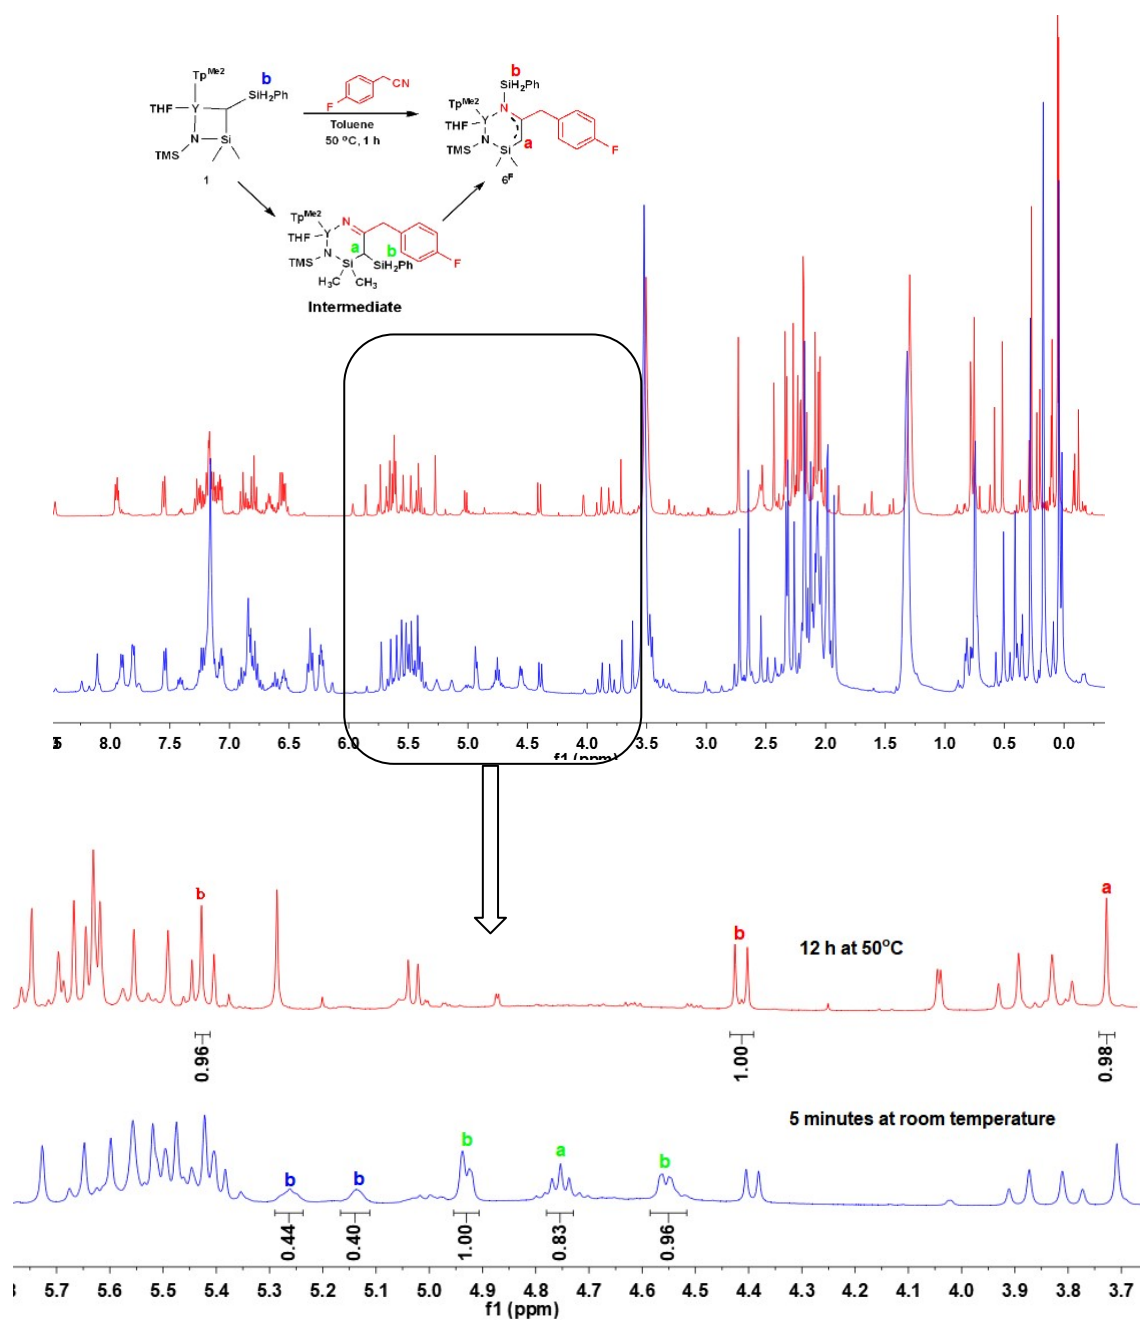 Tp^Me2
b
SiH2Ph
THF
Y
N
Si
TMS
1
F
CN
Toluene
50 °C, 1 h
b
SiH2Ph
Tp^Me2
N
THF
Y
N
a
TMS
Si
F
6^F
Tp^Me2
N
THF
Y
a
b
N
F
TMS
Si
SiH2Ph
H3C
CH3
Intermediate
8.0 7.5 7.0 6.5 6.0 5.5 5.0 4.5 4.0 3.5 3.0 2.5 2.0 1.5 1.0 0.5 0.0
f1 (ppm)
b
b
a
12 h at 50°C
0.96
1.00
0.98
5 minutes at room temperature
b
b
b
a
b
0.44
0.40
1.00
0.83
0.96
5.7 5.6 5.5 5.4 5.3 5.2 5.1 5.0 4.9 4.8 4.7 4.6 4.5 4.4 4.3 4.2 4.1 4.0 3.9 3.8 3.7
f1 (ppm)